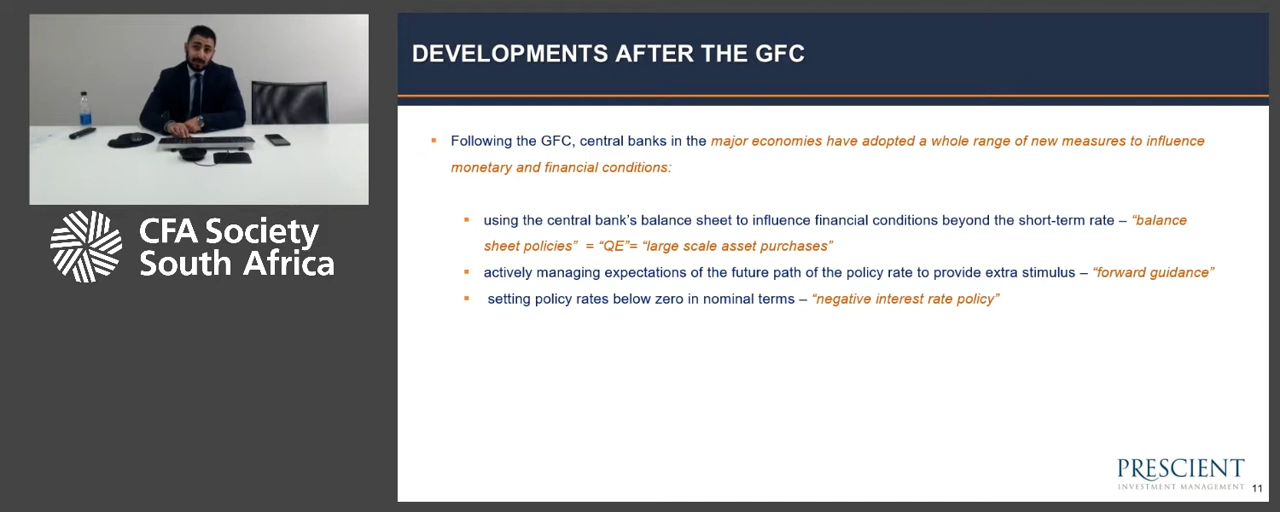 CFA Society
South Africa
DEVELOPMENTS AFTER THE GFC
▪ Following the GFC, central banks in the major economies have adopted a whole range of new measures to influence
monetary and financial conditions:
▪ using the central bank's balance sheet to influence financial conditions beyond the short-term rate – “balance
sheet policies” = “QE”= “large scale asset purchases”
▪ actively managing expectations of the future path of the policy rate to provide extra stimulus – “forward guidance”
▪ setting policy rates below zero in nominal terms – “negative interest rate policy”
PRESCIENT
INVESTMENT MANAGEMENT
11